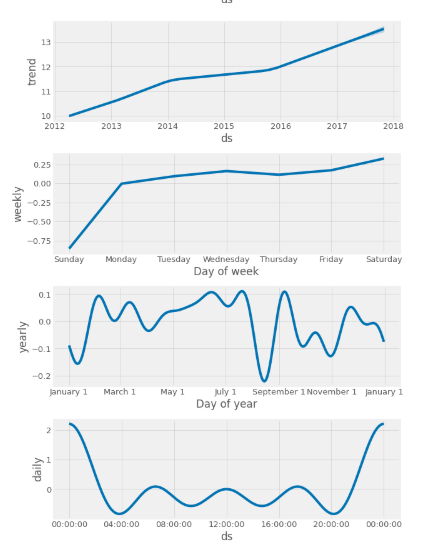 ds
13
12
11
10
trend
2012 2013 2014 2015 2016 2017 2018
ds
0.25
0.00
−0.25
−0.50
−0.75
weekly
Sunday Monday Tuesday Wednesday Thursday Friday Saturday
Day of week
0.1
0.0
−0.1
−0.2
yearly
January 1 March 1 May 1 July 1 September 1 November 1 January 1
Day of year
2
1
0
daily
00:00:00 04:00:00 08:00:00 12:00:00 16:00:00 20:00:00 00:00:00
ds